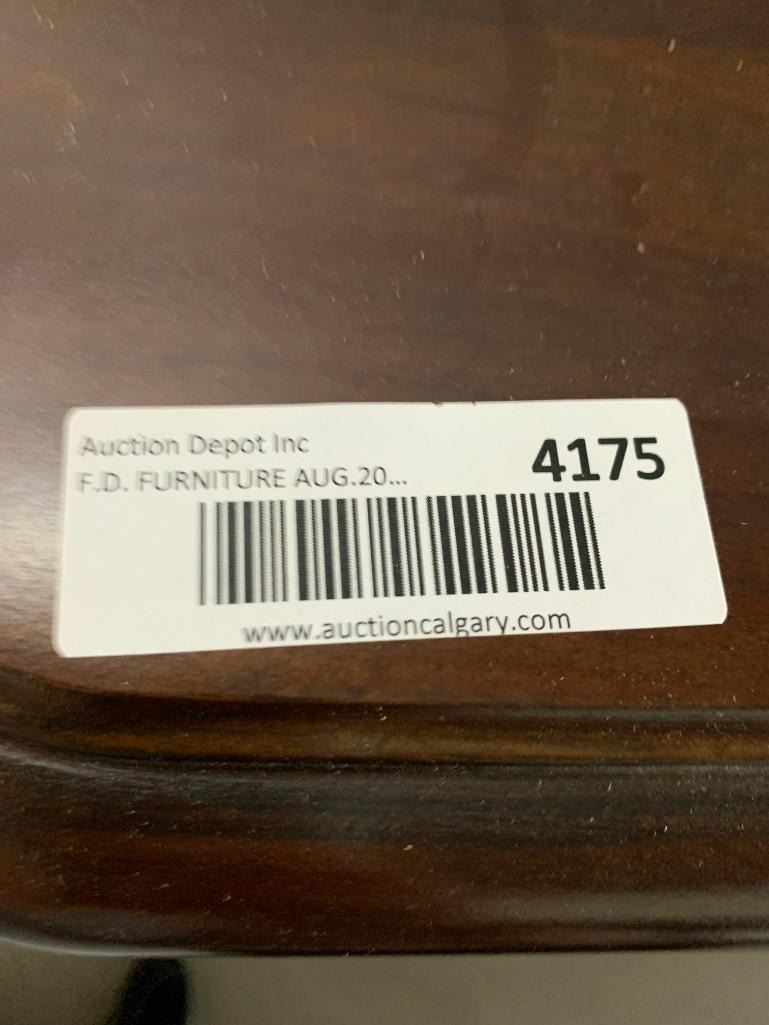 Auction Depot Inc
4175
F.D. FURNITURE AUG.20...
www.auctioncalgary.com